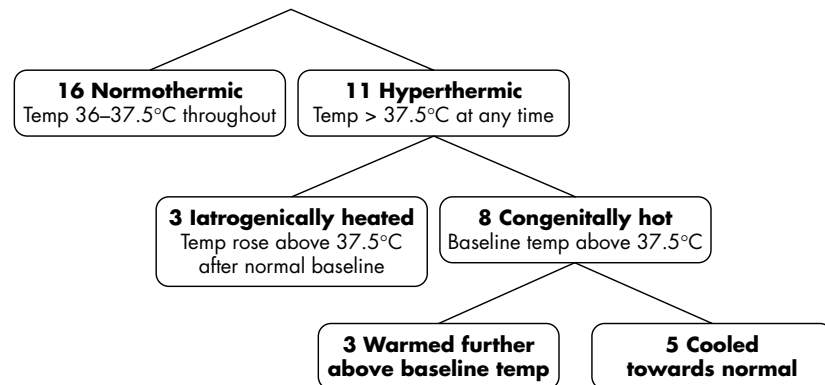 16 Normothermic
Temp 36–37.5°C throughout
11 Hyperthermic
Temp > 37.5°C at any time
3 Iatrogenically heated
Temp rose above 37.5°C
after normal baseline
8 Congenitally hot
Baseline temp above 37.5°C
3 Warmed further
above baseline temp
5 Cooled
towards normal